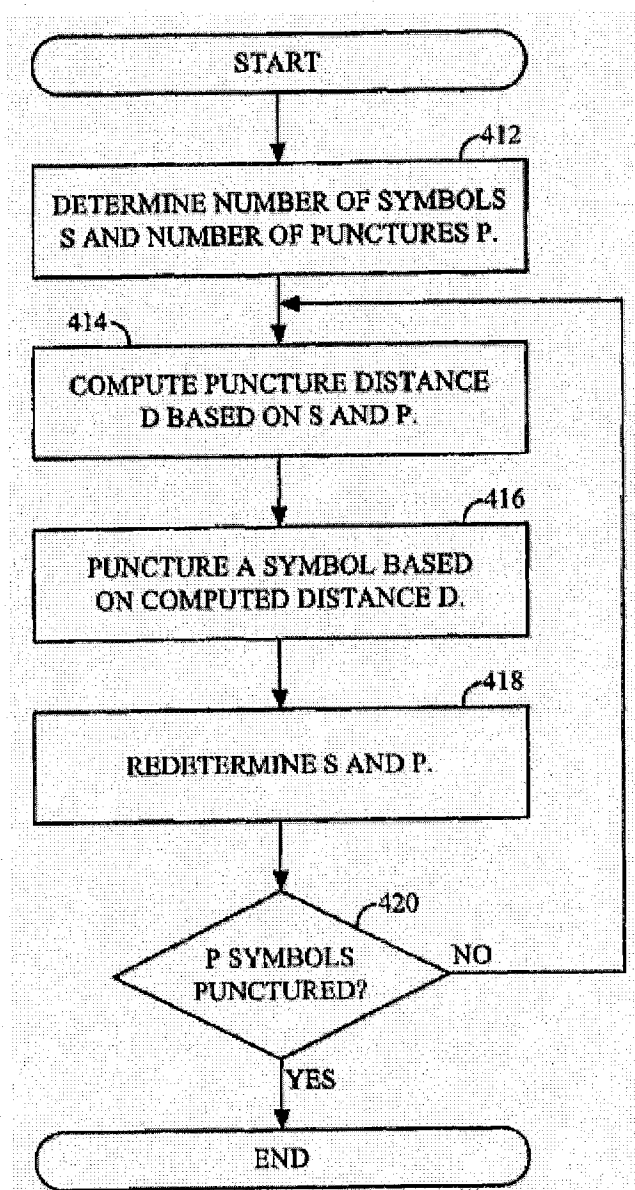 START
412
DETERMINE NUMBER OF SYMBOLS
S AND NUMBER OF PUNCTURES P.
414
COMPUTE PUNCTURE DISTANCE
D BASED ON S AND P.
416
PUNCTURE A SYMBOL BASED
ON COMPUTED DISTANCE D.
418
REDETERMINE S AND P.
420
P SYMBOLS
PUNCTURED?
NO
YES
END